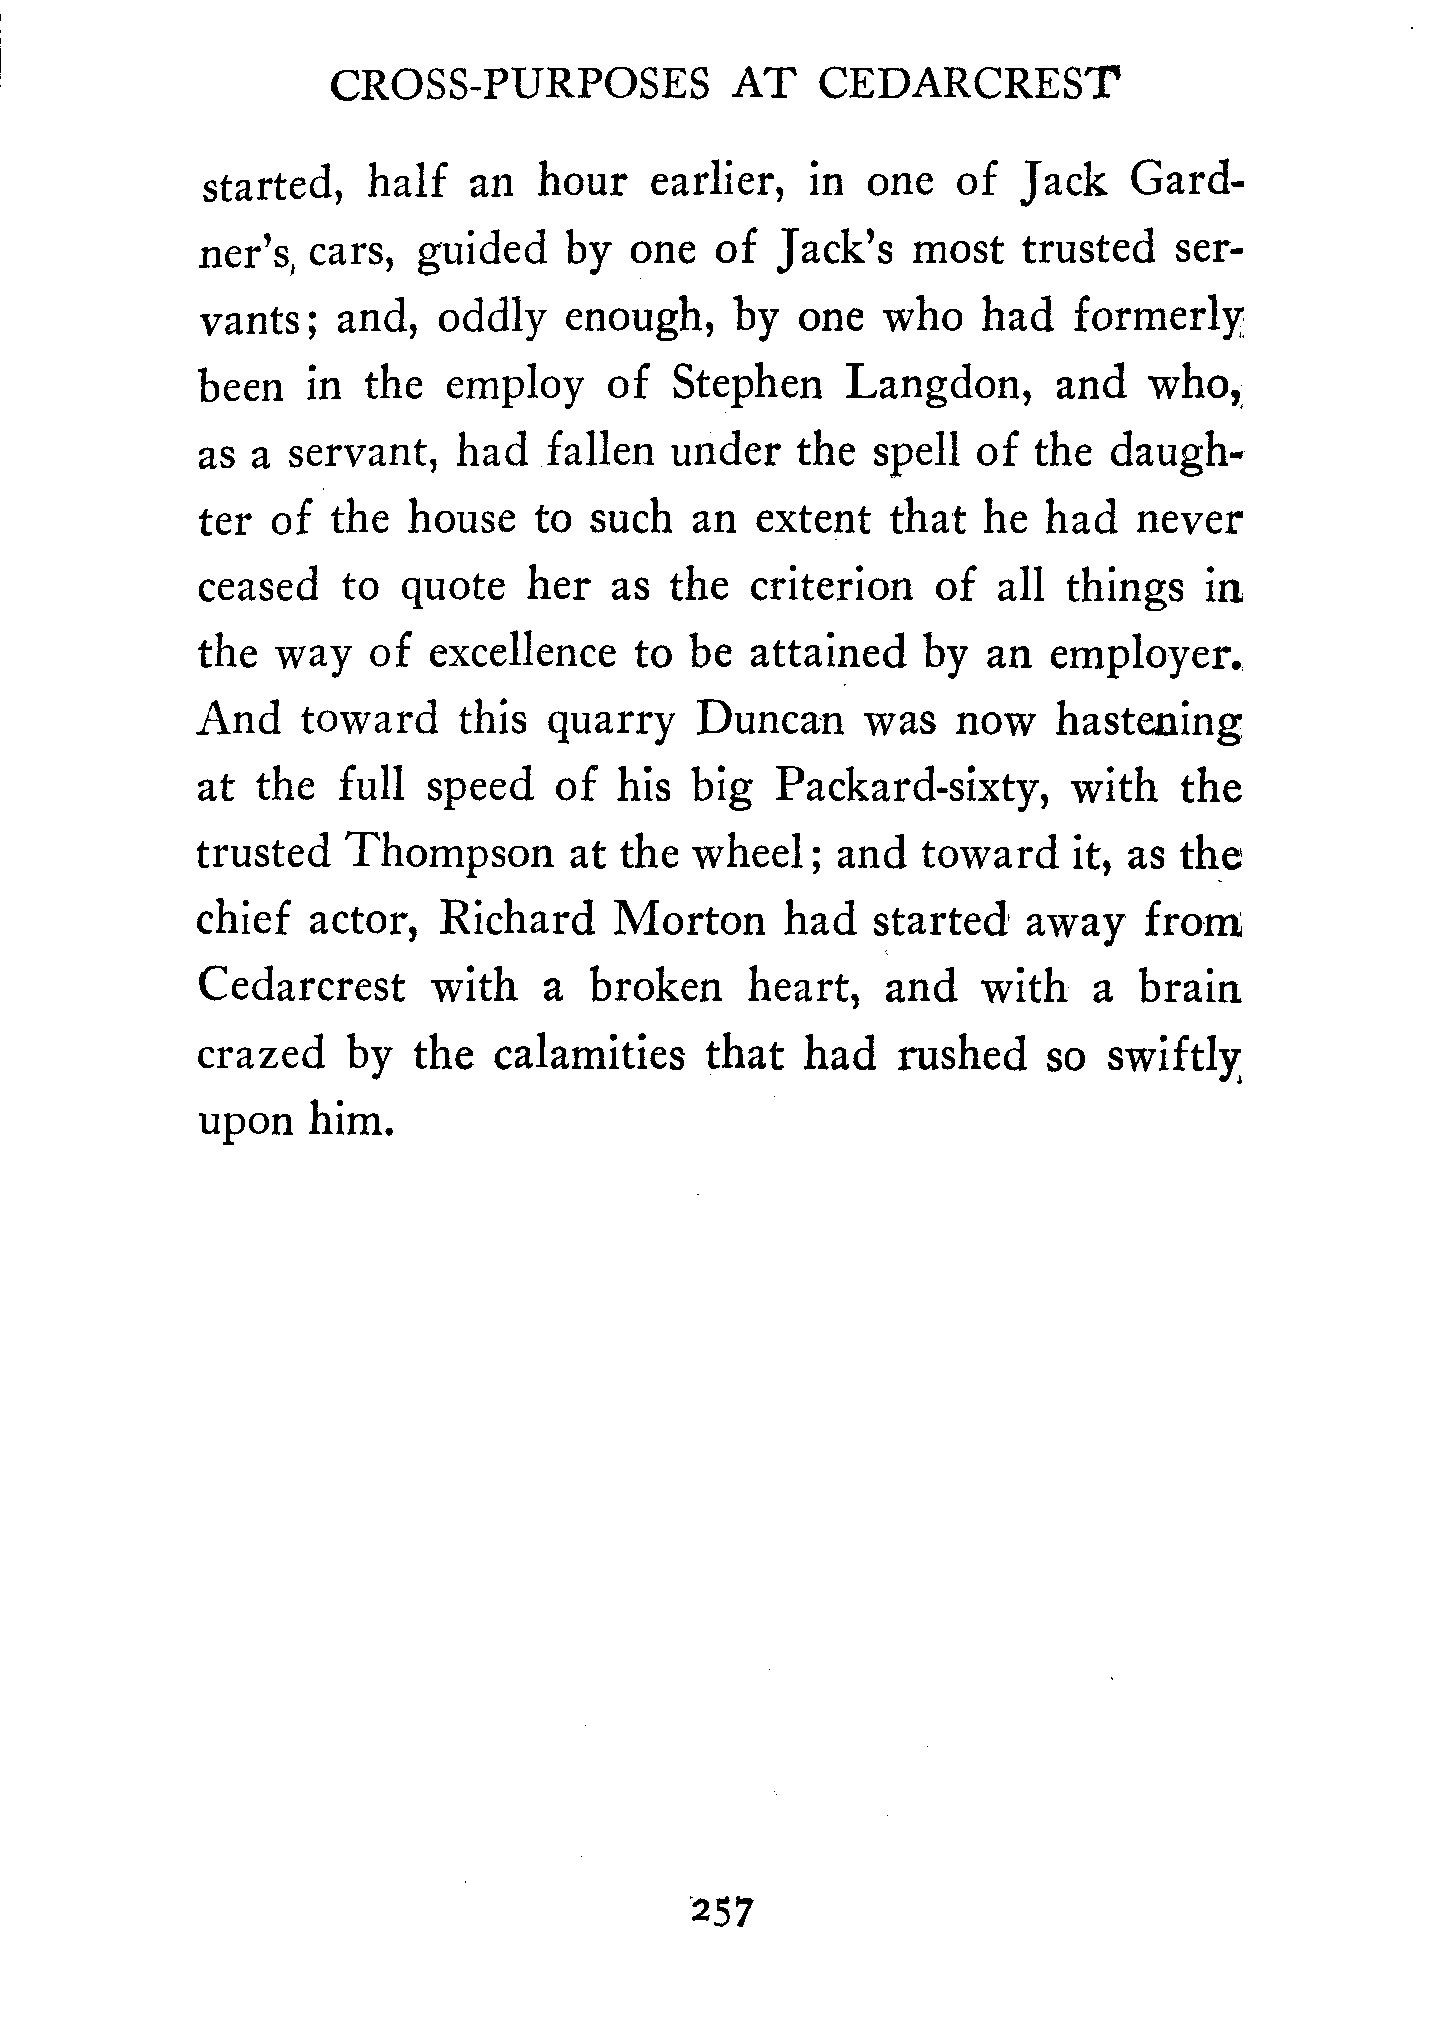 CROSS-PURPOSES AT CEDARCREST
started, half an hour earlier, in one of Jack Gard-
ner's, cars, guided by one of Jack's most trusted ser-
vants; and, oddly enough, by one who had formerly
been in the employ of Stephen Langdon, and who,
as a servant, had fallen under the spell of the daugh-
ter of the house to such an extent that he had never
ceased to quote her as the criterion of all things in
the way of excellence to be attained by an employer.
And toward this quarry Duncan was now hastening
at the full speed of his big Packard-sixty, with the
trusted Thompson at the wheel; and toward it, as the
chief actor, Richard Morton had started away from
Cedarcrest with a broken heart, and with a brain
crazed by the calamities that had rushed so swiftly
upon him.
257